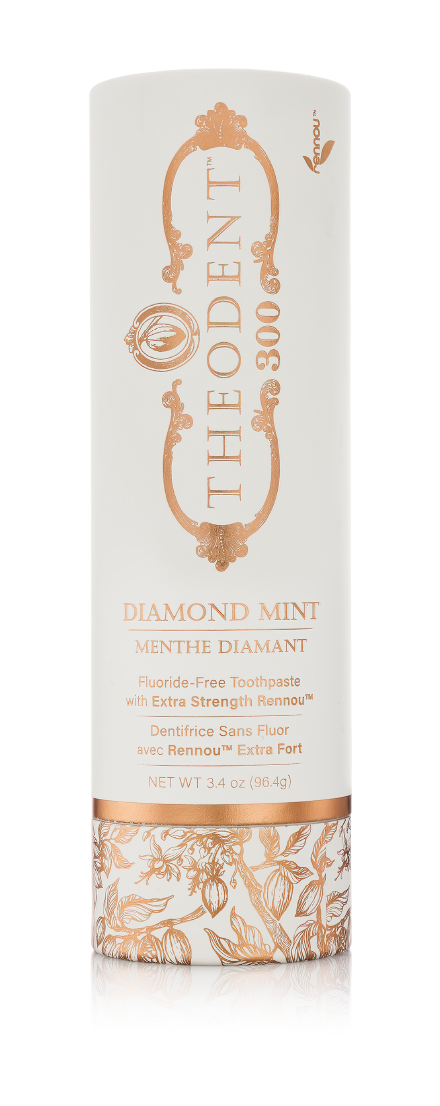 rennou™
THEODENT™
300
DIAMOND MINT
MENTHE DIAMANT
Fluoride-Free Toothpaste
with Extra Strength Rennou™
Dentifrice Sans Fluor
avec Rennou™ Extra Fort
NET WT 3.4 oz (96.4g)